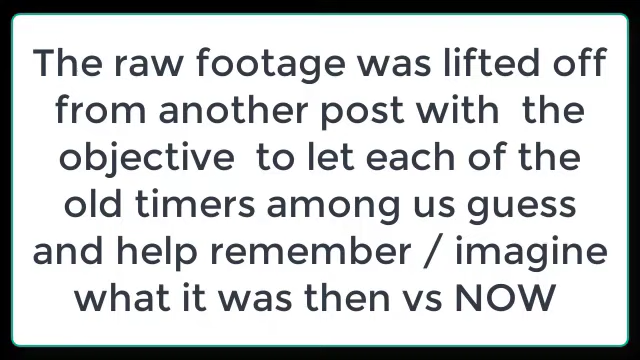 The raw footage was lifted off
from another post with  the
objective  to let each of the
old timers among us guess
and help remember / imagine
what it was then vs NOW